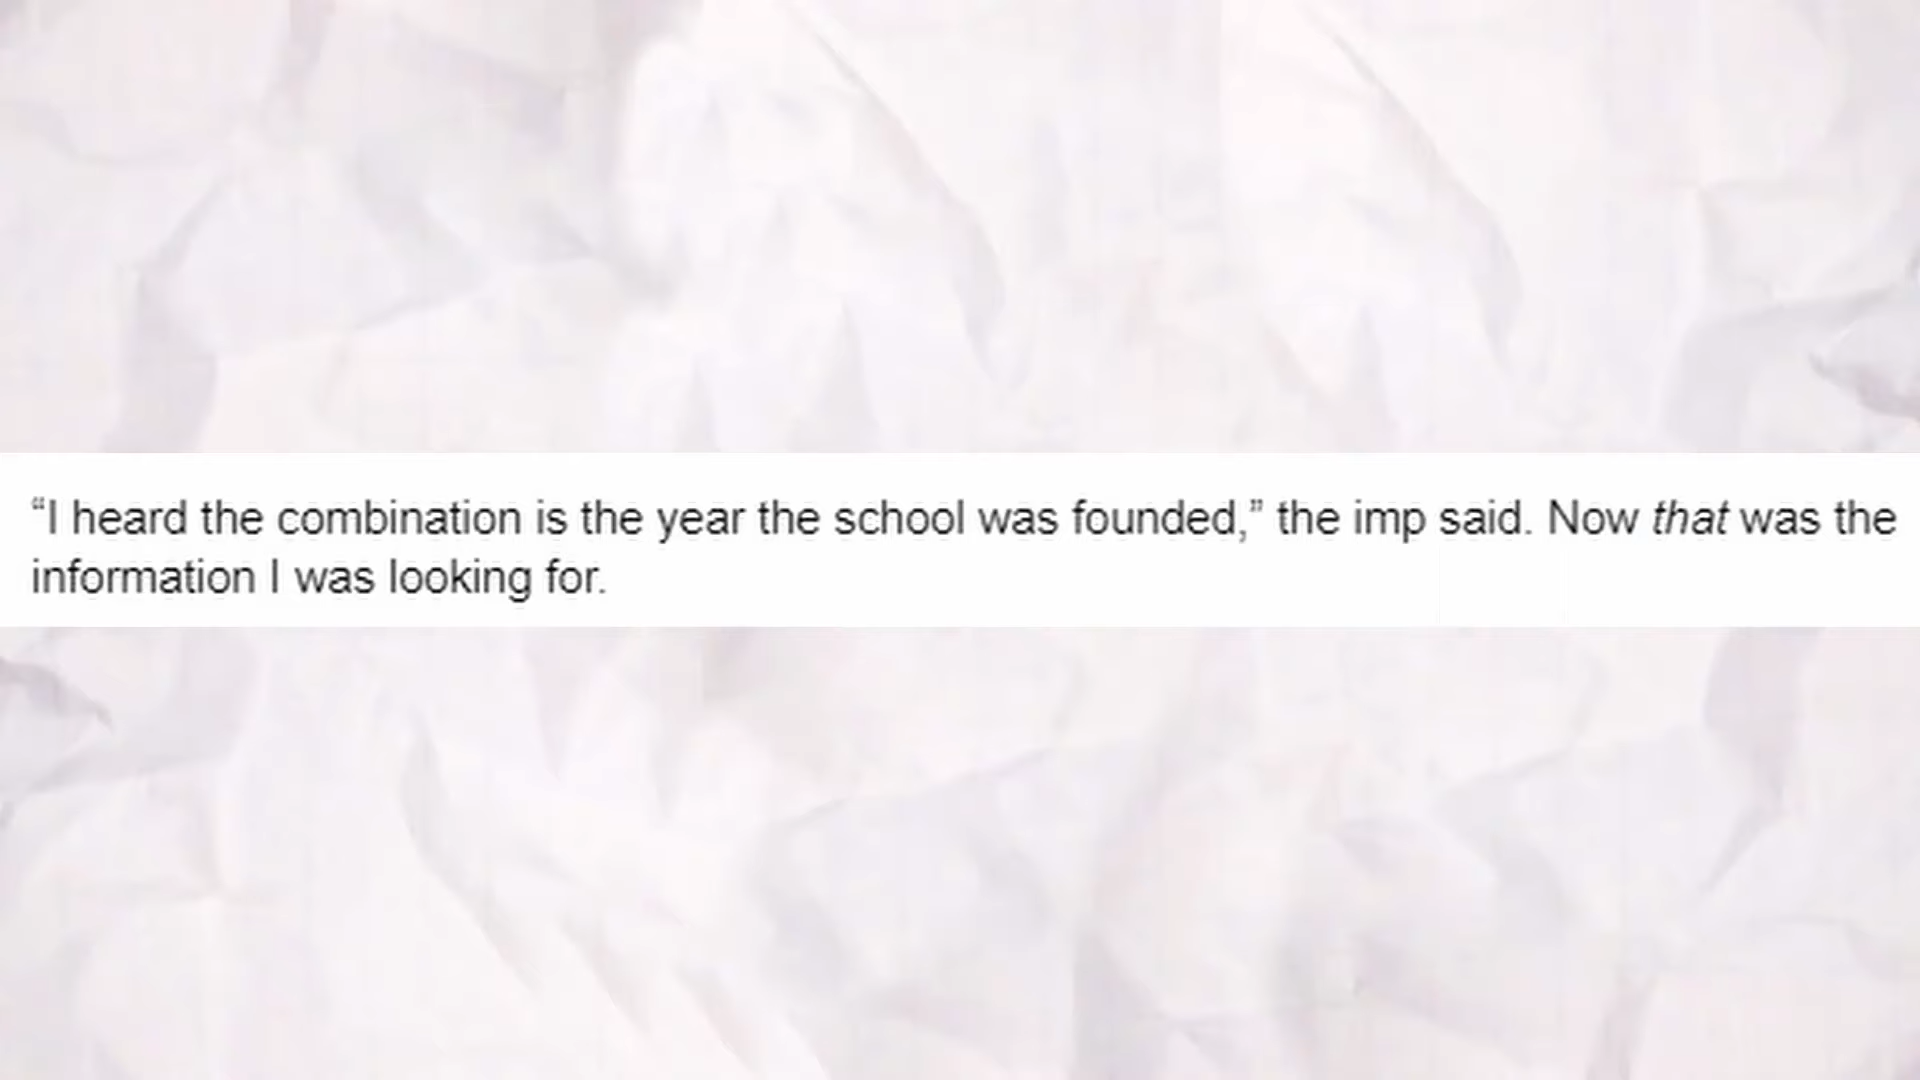 “I heard the combination is the year the school was founded,” the imp said. Now that was the
information I was looking for.